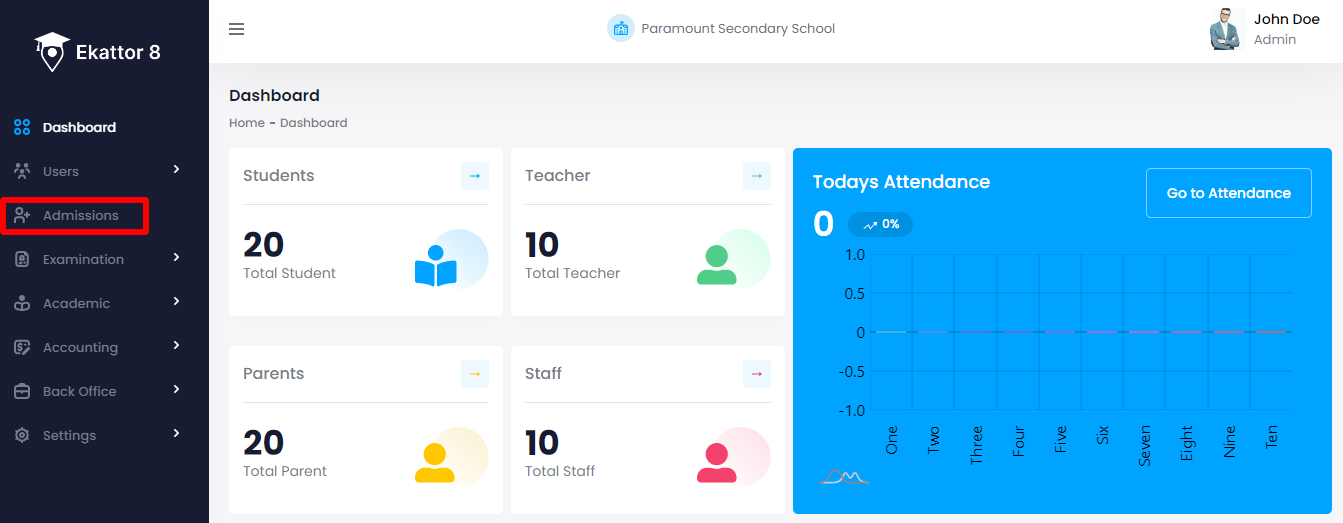 Ekattor 8
Dashboard
Users
Admissions
Examination
Academic
Accounting
Back Office
Settings
Paramount Secondary School
John Doe
Admin
Dashboard
Home - Dashboard
Students
20
Total Student
Teacher
10
Total Teacher
Parents
20
Total Parent
Staff
10
Total Staff
Todays Attendance
Go to Attendance
0
0%
1.0
0.5
0
-0.5
-1.0
One
Two
Three
Four
Five
Six
Seven
Eight
Nine
Ten